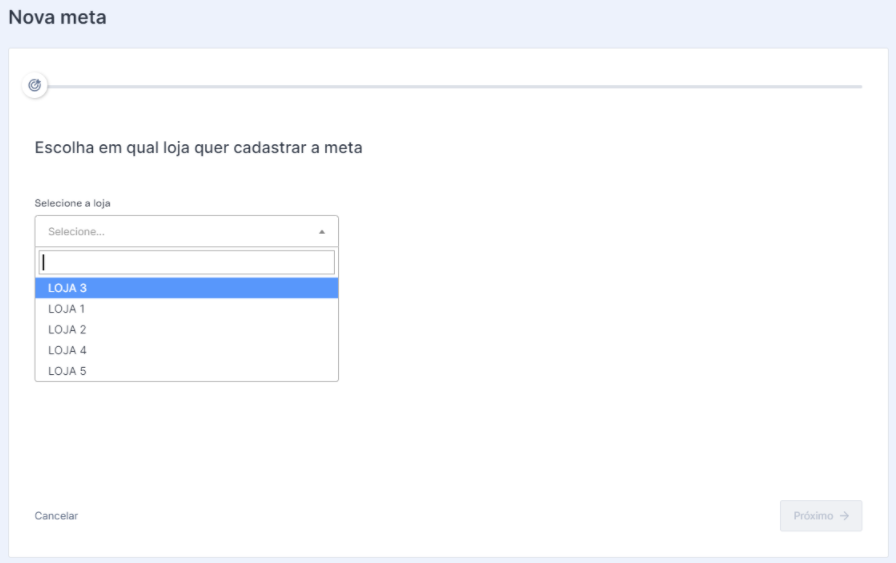 Nova meta
Escolha em qual loja quer cadastrar a meta
Selecione a loja
Selecione...
LOJA 3
LOJA 1
LOJA 2
LOJA 4
LOJA 5
Cancelar
Próximo →